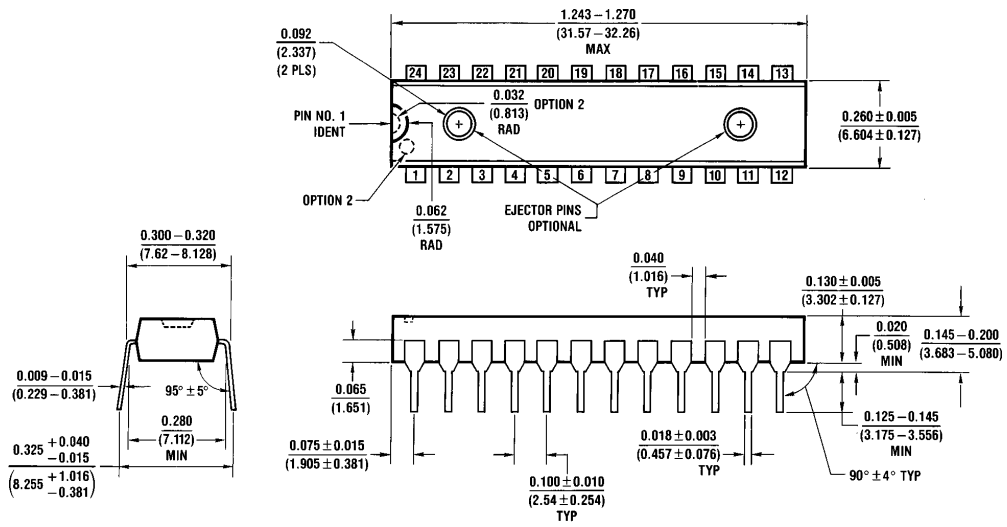 1.243 – 1.270
(31.57 – 32.26)
MAX
0.092
(2.337)
(2 PLS)
24 23 22 21 20 19 18 17 16 15 14 13
0.032
(0.813)
RAD
OPTION 2
PIN NO. 1
IDENT
0.260 ± 0.005
(6.604 ± 0.127)
1 2 3 4 5 6 7 8 9 10 11 12
OPTION 2
0.062
(1.575)
RAD
EJECTOR PINS
OPTIONAL
0.300 – 0.320
(7.62 – 8.128)
0.040
(1.016)
TYP
0.130 ± 0.005
(3.302 ± 0.127)
0.020
(0.508)
MIN
0.145 – 0.200
(3.683 – 5.080)
0.009 – 0.015
(0.229 – 0.381)
95° ± 5°
0.280
(7.112)
MIN
0.325 + 0.040 – 0.015
(8.255 + 1.016 – 0.381)
0.065
(1.651)
0.075 ± 0.015
(1.905 ± 0.381)
0.100 ± 0.010
(2.54 ± 0.254)
TYP
0.018 ± 0.003
(0.457 ± 0.076)
TYP
0.125 – 0.145
(3.175 – 3.556)
MIN
90° ± 4° TYP